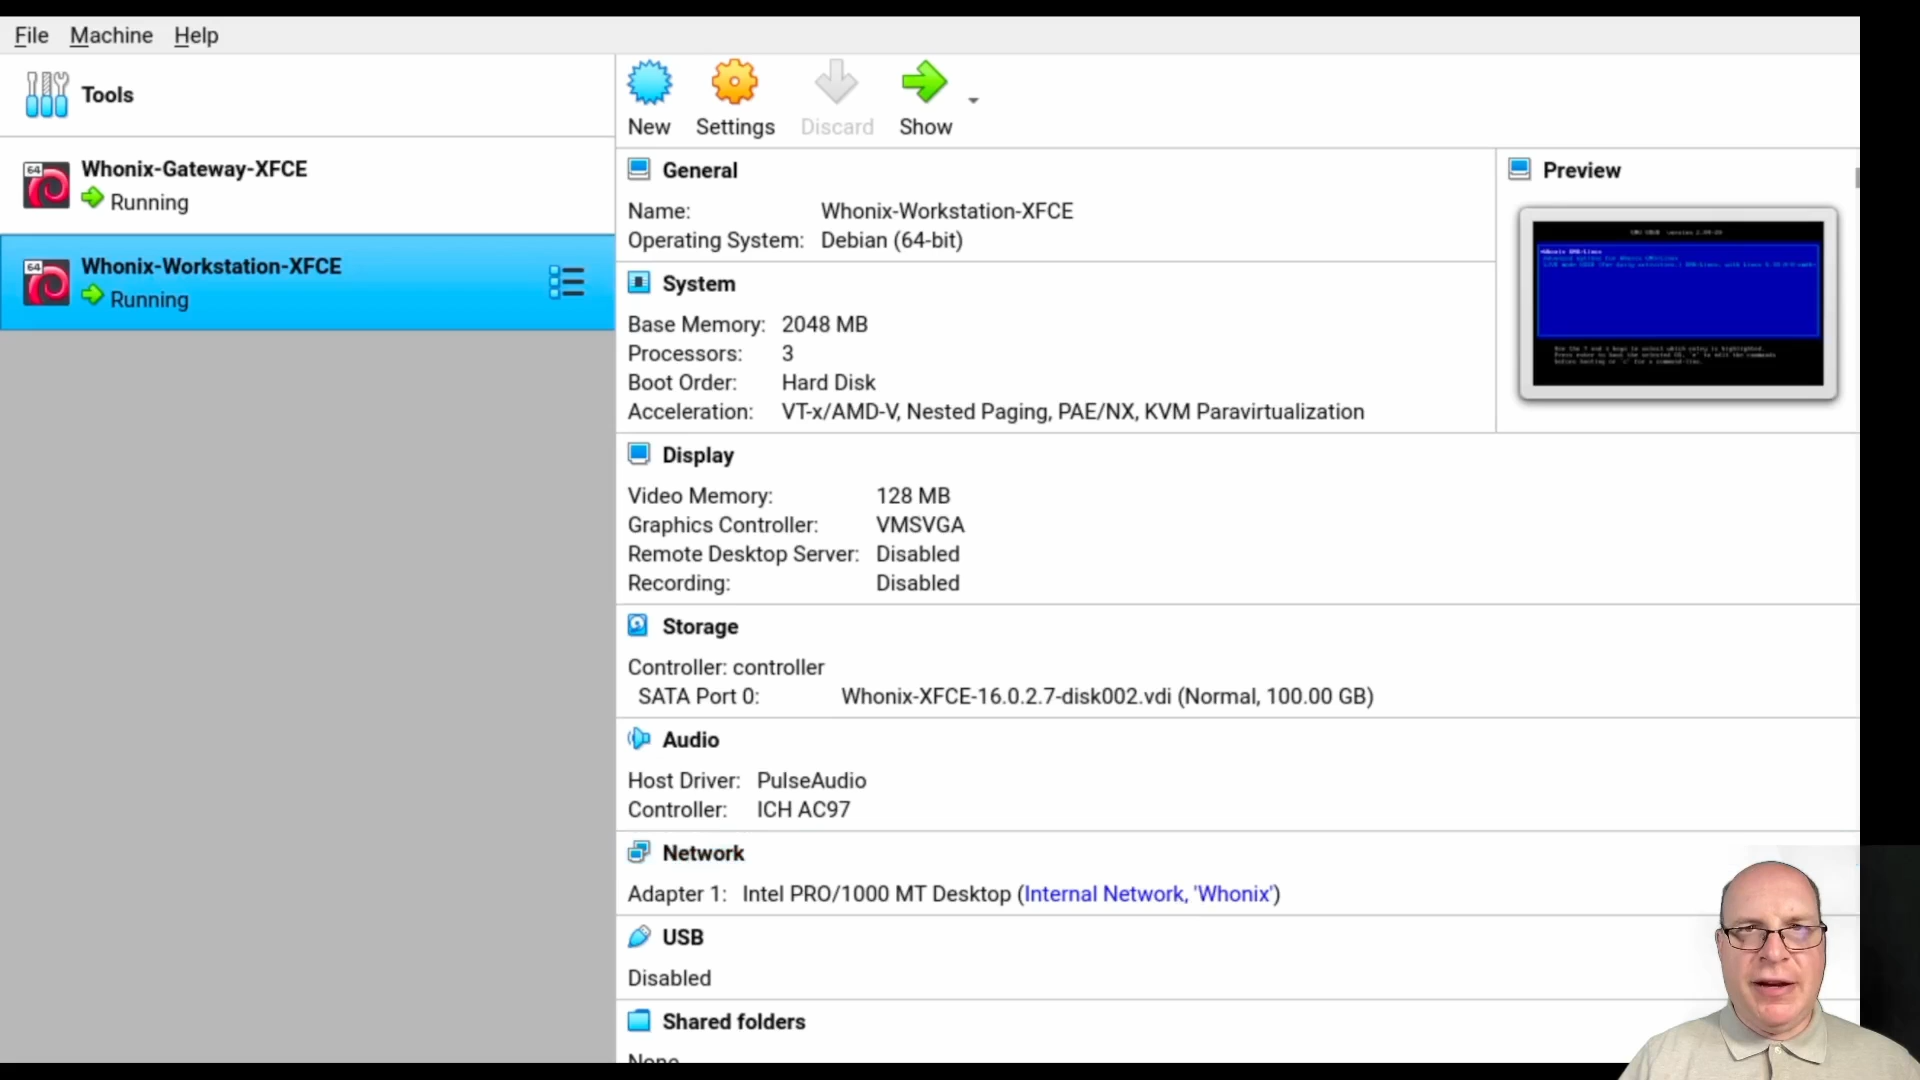 File Machine Help
Tools
New Settings Discard Show
64
Whonix-Gateway-XFCE
Running
64
Whonix-Workstation-XFCE
Running
General
Name: Whonix-Workstation-XFCE
Operating System: Debian (64-bit)
System
Base Memory: 2048 MB
Processors: 3
Boot Order: Hard Disk
Acceleration: VT-x/AMD-V, Nested Paging, PAE/NX, KVM Paravirtualization
Preview
Display
Video Memory: 128 MB
Graphics Controller: VMSVGA
Remote Desktop Server: Disabled
Recording: Disabled
Storage
Controller: controller
SATA Port 0: Whonix-XFCE-16.0.2.7-disk002.vdi (Normal, 100.00 GB)
Audio
Host Driver: PulseAudio
Controller: ICH AC97
Network
Adapter 1: Intel PRO/1000 MT Desktop (Internal Network, 'Whonix')
USB
Disabled
Shared folders
None